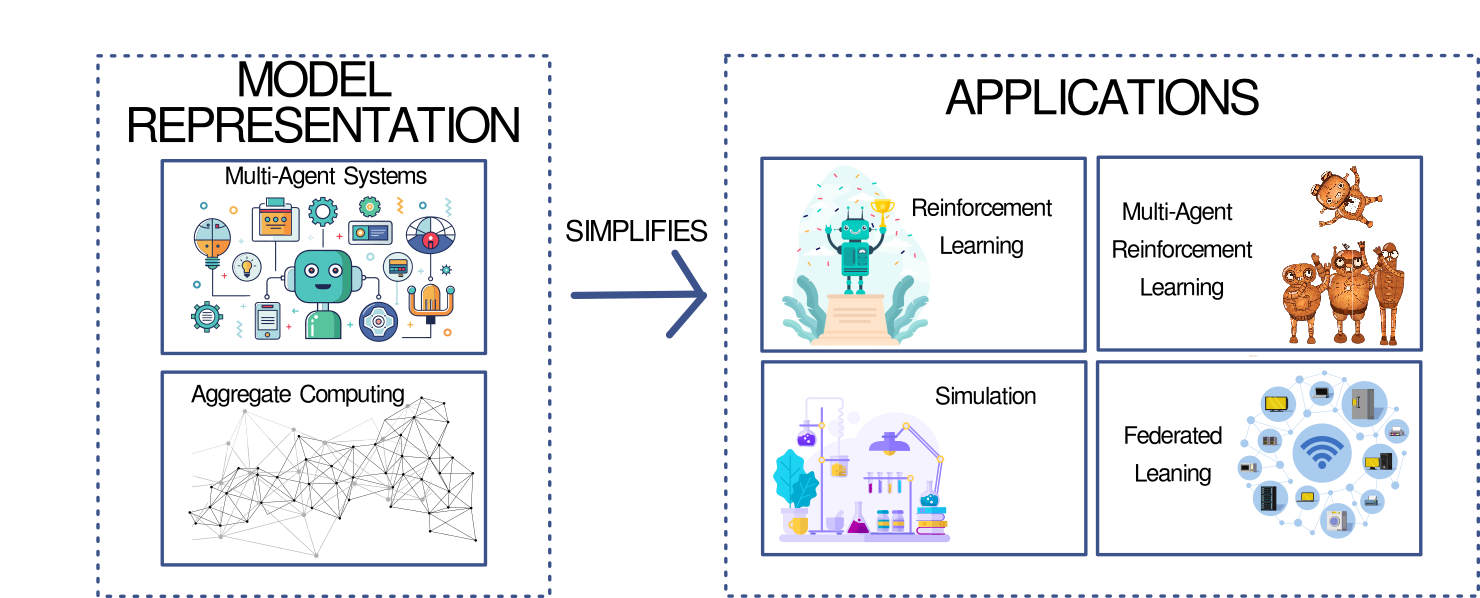 MODEL
REPRESENTATION
Multi-Agent Systems
Aggregate Computing
SIMPLIFIES
APPLICATIONS
Reinforcement
Learning
Multi-Agent
Reinforcement
Learning
Simulation
Federated
Leaning